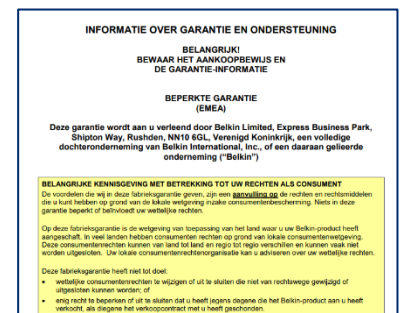 INFORMATIE OVER GARANTIE EN ONDERSTEUNING
BELANGRIJK!
BEWAAR HET AANKOOPBEWIJS EN
DE GARANTIE-INFORMATIE
BEPERKTE GARANTIE
(EMEA)
Deze garantie wordt aan u verleend door Belkin Limited, Express Business Park,
Shipton Way, Rushden, NN10 6GL, Verenigd Koninkrijk, een volledige
dochteronderneming van Belkin International, Inc., of een daaraan gelieerde
onderneming (“Belkin”)
BELANGRIJKE KENNISGEVING MET BETREKKING TOT UW RECHTEN ALS CONSUMENT
De voordelen die wij in deze fabrieksgarantie geven, zijn een aanvulling op de rechten en rechtsmiddelen
die u kunt hebben op grond van de lokale wetgeving inzake consumentenbescherming. Niets in deze
garantie beperkt of beïnvloedt uw wettelijke rechten.
Op deze fabrieksgarantie is de wetgeving van toepassing van het land waar u uw Belkin-product heeft
aangeschaft. In veel landen hebben consumenten rechten op grond van lokale consumentenwetgeving.
Deze consumentenrechten kunnen van land tot land en regio tot regio verschillen en kunnen vaak niet
worden uitgesloten. Uw lokale consumentenrechtenorganisatie kan u adviseren over uw wettelijke rechten.
Deze fabrieksgarantie heeft niet tot doel:
• wettelijke consumentenrechten te wijzigen of uit te sluiten die niet van rechtswege gewijzigd of
uitgesloten kunnen worden; of
• enig recht te beperken of uit te sluiten dat u heeft jegens degene die het Belkin-product aan u heeft
verkocht, als diegene het verkoopcontract met u heeft geschonden.